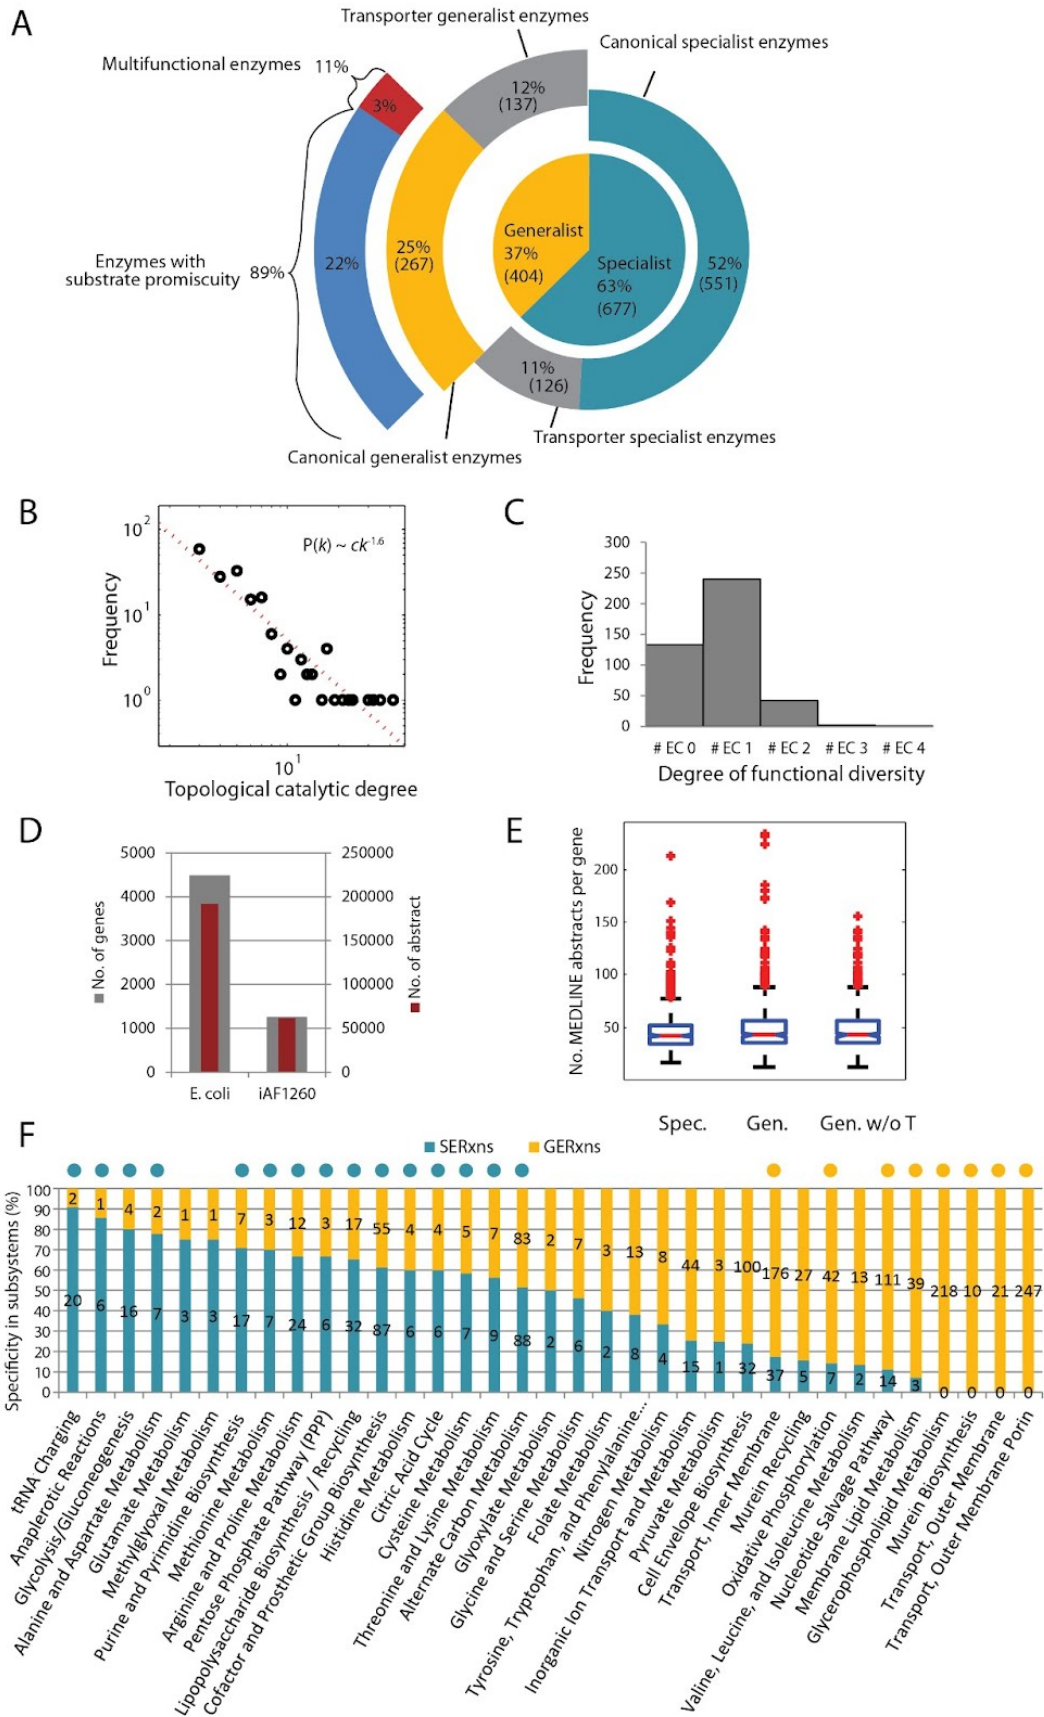 A
Transporter generalist enzymes
Canonical specialist enzymes
Multifunctional enzymes 11%
3%
12%
(137)
Generalist
37%
(404)
Specialist
63%
(677)
52%
(551)
25%
(267)
22%
Enzymes with
substrate promiscuity
89%
11%
(126)
Transporter specialist enzymes
Canonical generalist enzymes
B
Frequency
10²
10¹
10⁰
P(k) ~ ck⁻¹·⁶
10¹
Topological catalytic degree
C
Frequency
300
250
200
150
100
50
0
# EC 0 # EC 1 # EC 2 # EC 3 # EC 4
Degree of functional diversity
D
No. of genes
5000
4000
3000
2000
1000
0
250000
200000
150000
100000
50000
0
No. of abstract
E. coli iAF1260
E
No. MEDLINE abstracts per gene
200
150
100
50
Spec. Gen. Gen. w/o T
F
SERxns GERxns
Specificity in subsystems (%)
100
90
80
70
60
50
40
30
20
10
0
2 1 4 2 1 1 7 3 12 3 17 55 4 4 5 7 83 2 7 3 13 8 44 3 100 176 27 42 13 111 39 218 10 21 247
20 6 16 7 3 3 17 7 24 6 32 87 6 6 7 9 88 2 6 2 8 4 15 1 32 37 5 7 2 14 3 0 0 0 0
tRNA Charging
Anaplerotic Reactions
Glycolysis/Gluconeogenesis
Alanine and Aspartate Metabolism
Glutamate Metabolism
Methylglyoxal Metabolism
Purine and Pyrimidine Biosynthesis
Methionine Metabolism
Arginine and Proline Metabolism
Pentose Phosphate Pathway (PPP)
Lipopolysaccharide Biosynthesis / Recycling
Cofactor and Prosthetic Group Biosynthesis
Histidine Metabolism
Citric Acid Cycle
Cysteine Metabolism
Threonine and Lysine Metabolism
Alternate Carbon Metabolism
Glyoxylate Metabolism
Glycine and Serine Metabolism
Folate Metabolism
Tyrosine, Tryptophan, and Phenylalanine...
Nitrogen Metabolism
Inorganic Ion Transport and Metabolism
Pyruvate Metabolism
Cell Envelope Biosynthesis
Transport, Inner Membrane
Murein Recycling
Oxidative Phosphorylation
Valine, Leucine, and Isoleucine Metabolism
Nucleotide Salvage Pathway
Membrane Lipid Metabolism
Glycerophospholipid Metabolism
Murein Biosynthesis
Transport, Outer Membrane
Transport, Outer Membrane Porin